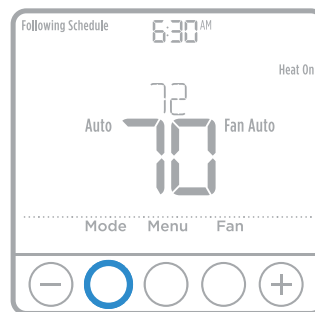 Following Schedule 6:30 AM
Heat On
72
Auto 70 Fan Auto
Mode Menu Fan
− +